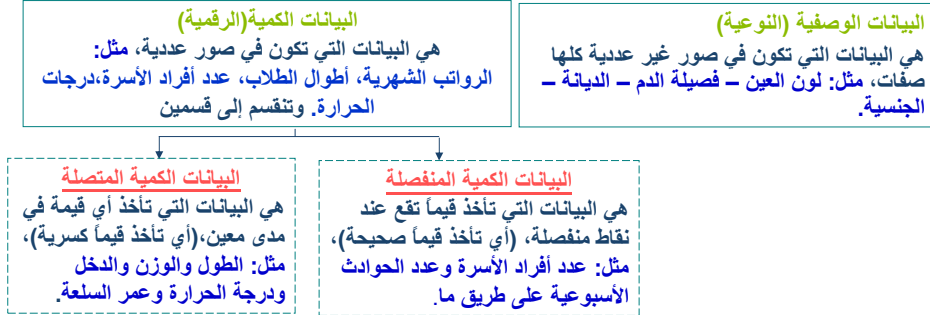 البيانات الوصفية (النوعية)
هي البيانات التي تكون في صور غير عددية كلها
صفات، مثل: لون العين – فصيلة الدم – الديانة –
الجنسية.
البيانات الكمية(الرقمية)
هي البيانات التي تكون في صور عددية، مثل:
الرواتب الشهرية، أطوال الطلاب، عدد أفراد الأسرة،درجات
الحرارة. وتنقسم إلى قسمين
البيانات الكمية المنفصلة
هي البيانات التي تأخذ قيماً تقع عند
نقاط منفصلة، (أي تأخذ قيماً صحيحة)،
مثل: عدد أفراد الأسرة وعدد الحوادث
الأسبوعية على طريق ما.
البيانات الكمية المتصلة
هي البيانات التي تأخذ أي قيمة في
مدى معين،(أي تأخذ قيماً كسرية)،
مثل: الطول والوزن والدخل
ودرجة الحرارة وعمر السلعة.